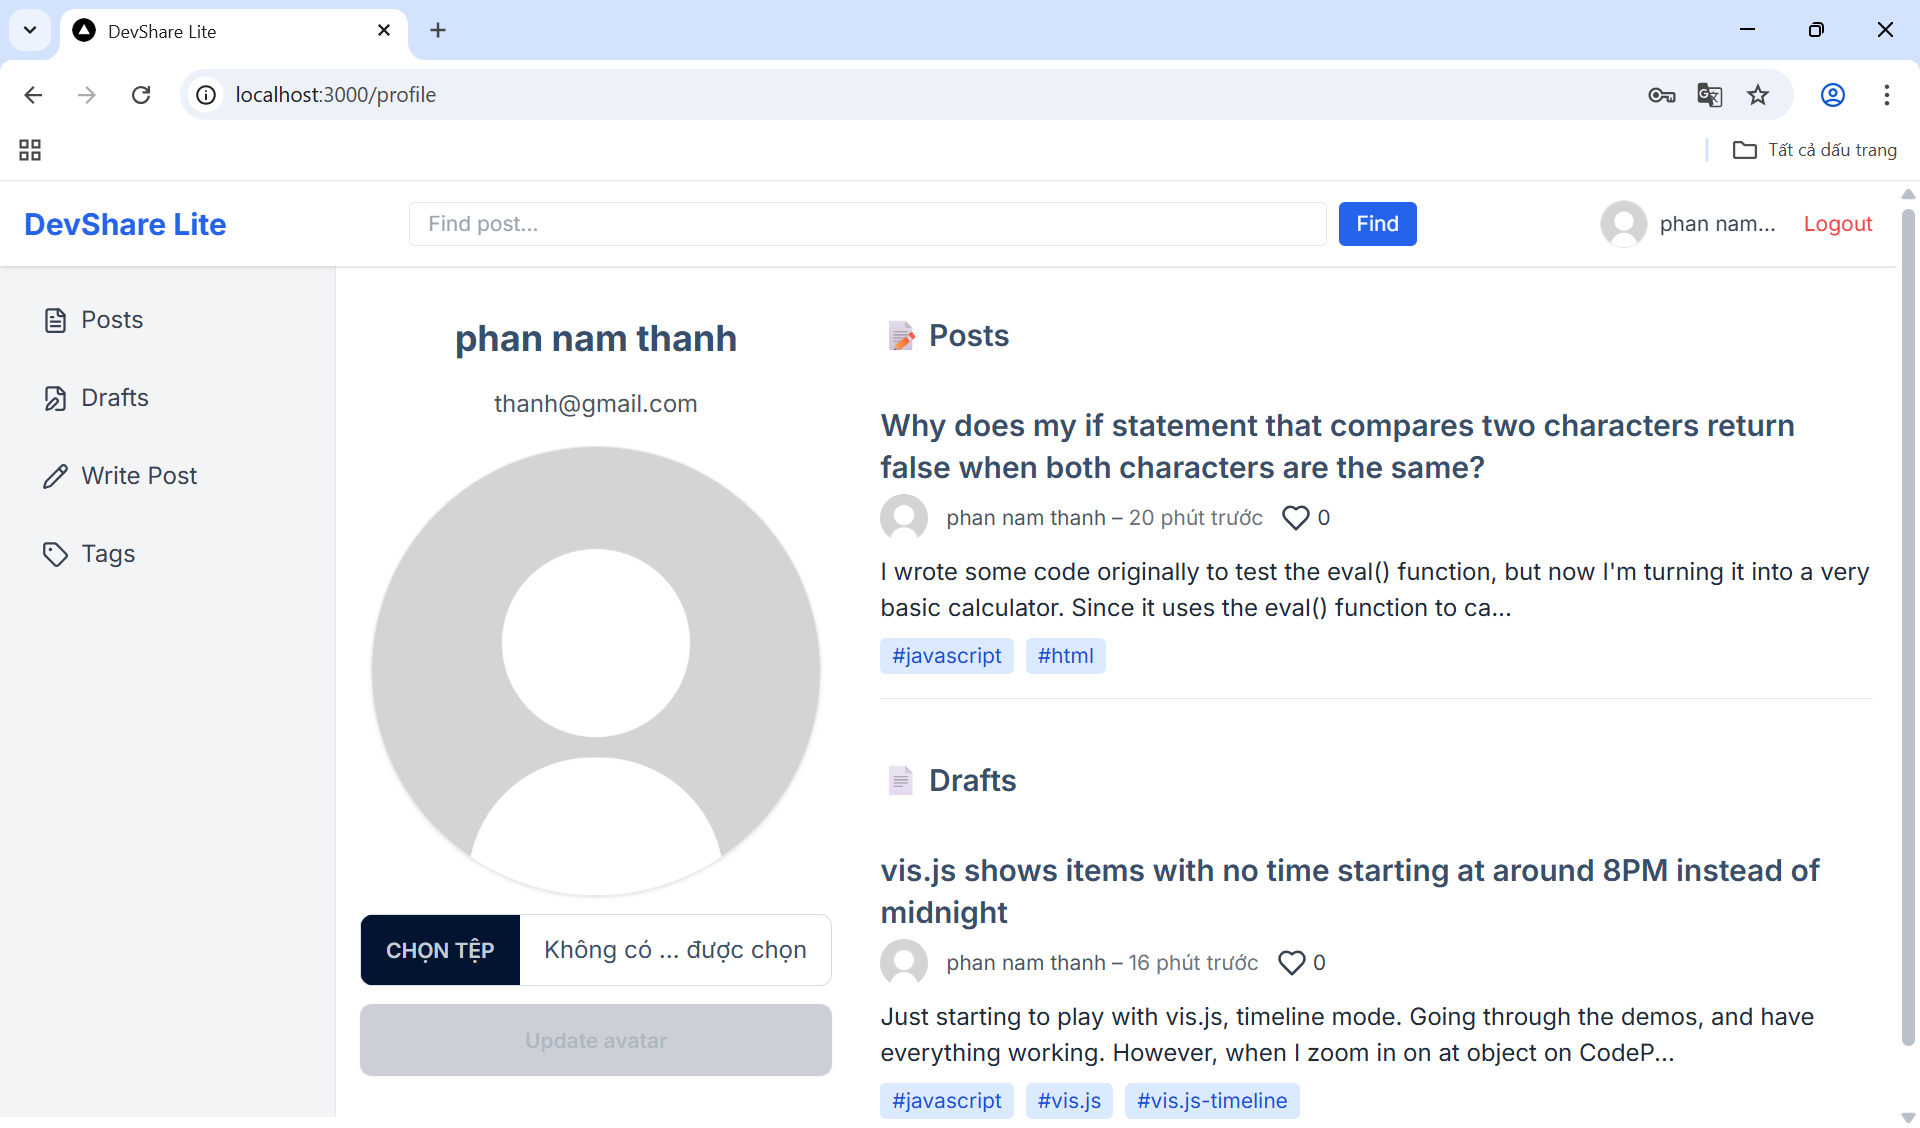 DevShare Lite
localhost:3000/profile
Tất cả dấu trang
DevShare Lite
Find post...
Find
phan nam...
Logout
Posts
Drafts
Write Post
Tags
phan nam thanh
thanh@gmail.com
CHỌN TỆP
Không có ... được chọn
Update avatar
Posts
Why does my if statement that compares two characters return
false when both characters are the same?
phan nam thanh – 20 phút trước
0
I wrote some code originally to test the eval() function, but now I'm turning it into a very
basic calculator. Since it uses the eval() function to ca...
#javascript #html
Drafts
vis.js shows items with no time starting at around 8PM instead of
midnight
phan nam thanh – 16 phút trước
0
Just starting to play with vis.js, timeline mode. Going through the demos, and have
everything working. However, when I zoom in on at object on CodeP...
#javascript #vis.js #vis.js-timeline